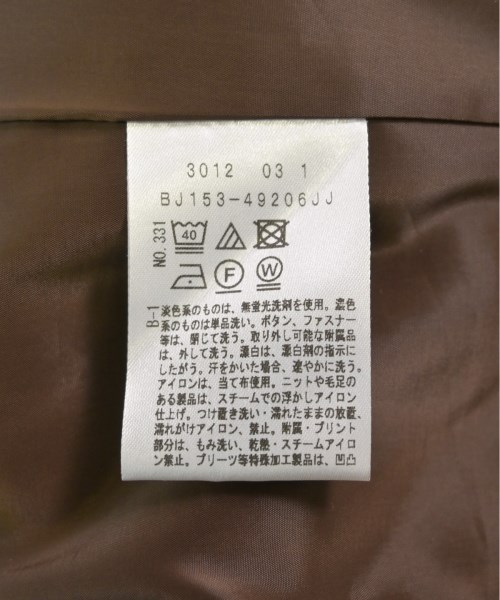 3012 03 1
BJ153-49206JJ
NO.331
40
F
W
B-1
淡色系のものは、無蛍光洗剤を使用。濃色
系のものは単品洗い。ボタン、ファスナー
等は、閉じて洗う。取り外し可能な附属品
は、外して洗う。漂白は、漂白剤の指示に
したがう。汗をかいた場合、速やかに洗う。
アイロンは、当て布使用。ニットや毛足の
ある製品は、スチームでの浮かしアイロン
仕上げ。つけ置き洗い・濡れたままの放置、
濡れがけアイロン、禁止。附属・プリント
部分は、もみ洗い、乾熱・スチームアイロ
ン禁止。プリーツ等特殊加工製品は、凹凸